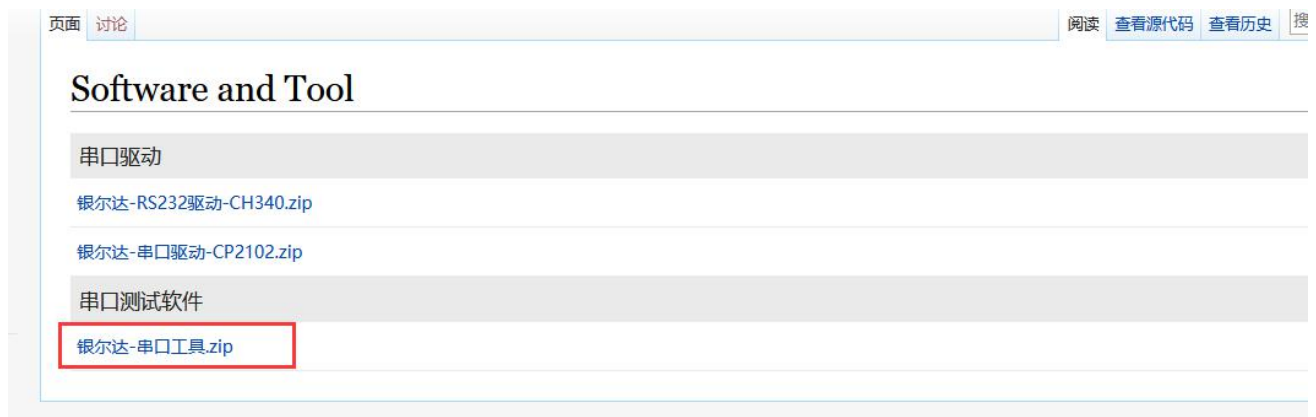 页面 讨论 阅读 查看源代码 查看历史 搜
Software and Tool
串口驱动
银尔达-RS232驱动-CH340.zip
银尔达-串口驱动-CP2102.zip
串口测试软件
银尔达-串口工具.zip